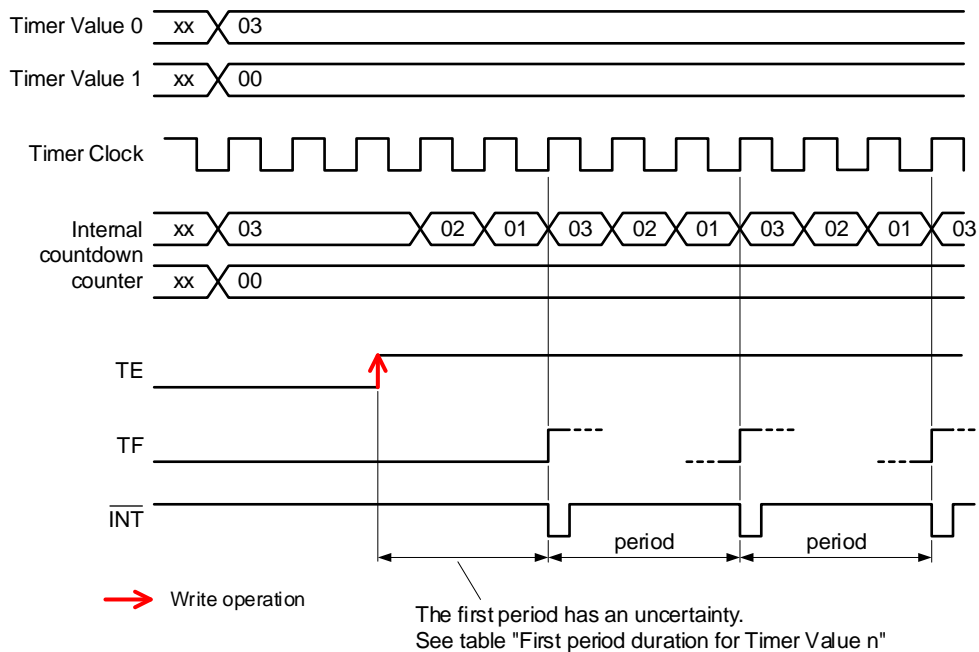 Timer Value 0 xx 03
Timer Value 1 xx 00
Timer Clock
Internal countdown counter xx 03 02 01 03 02 01 03 02 01 03
xx 00
TE
TF
INT
period period
Write operation
The first period has an uncertainty.
See table "First period duration for Timer Value n"